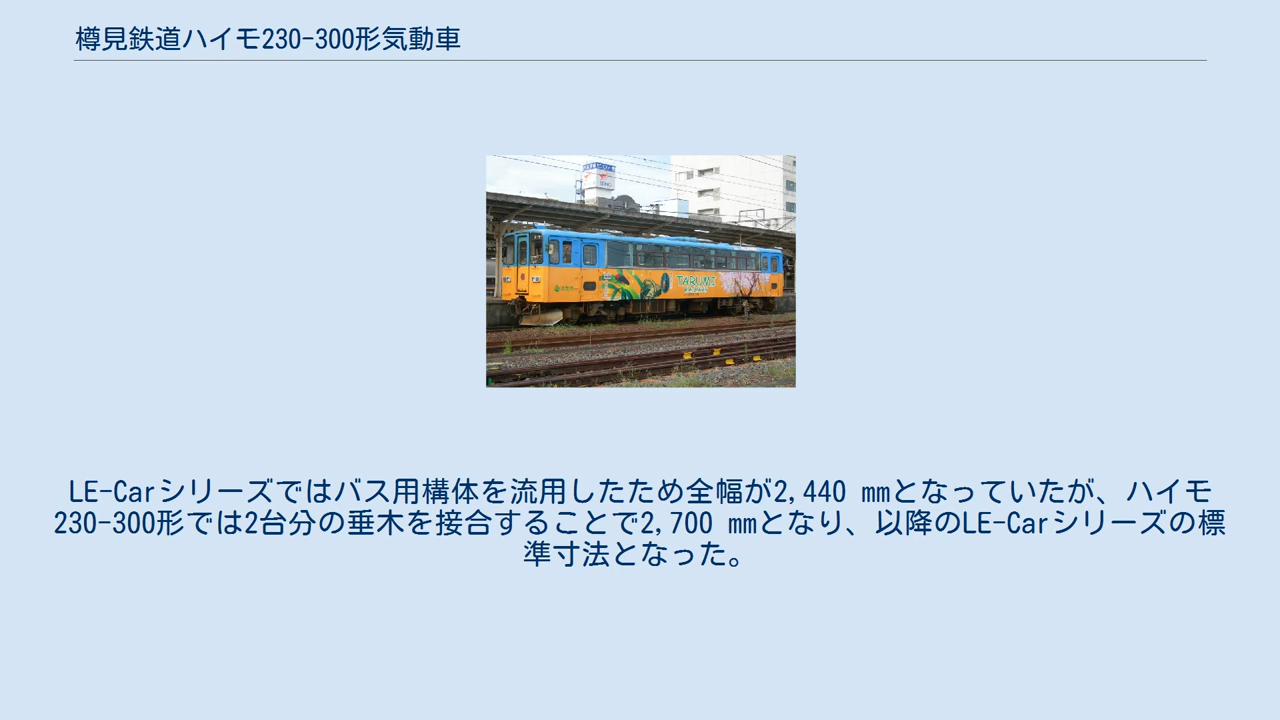 樽見鉄道ハイモ230-300形気動車
TARUMI
LE-Carシリーズではバス用構体を流用したため全幅が2,440 ㎜となっていたが、ハイモ
230-300形では2台分の垂木を接合することで2,700 ㎜となり、以降のLE-Carシリーズの標
準寸法となった。